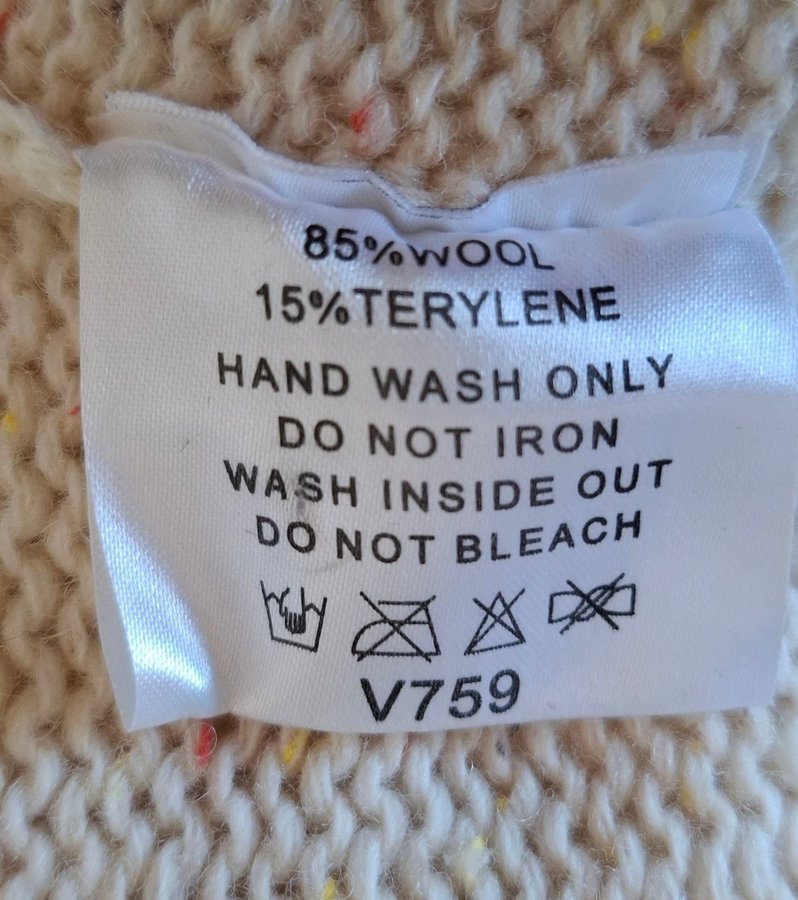 85%WOOL
15%TERYLENE
HAND WASH ONLY
DO NOT IRON
WASH INSIDE OUT
DO NOT BLEACH
V759